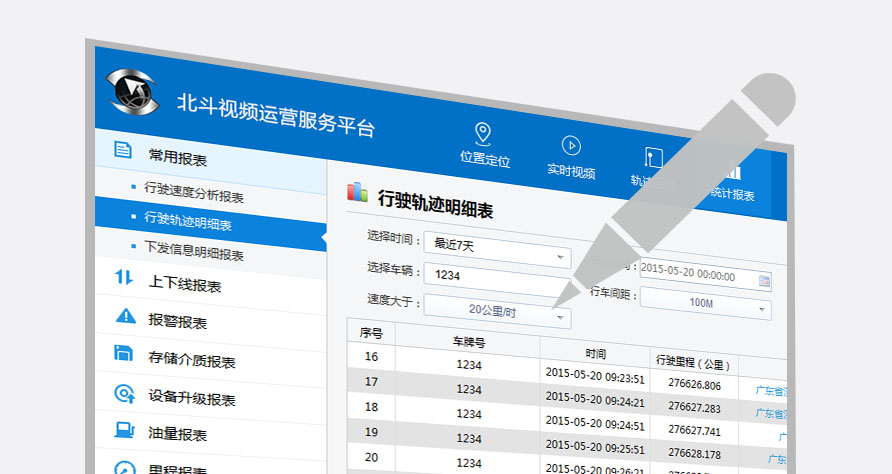 北斗视频运营服务平台
位置定位
实时视频
轨迹
统计报表
常用报表
行驶速度分析报表
行驶轨迹明细表
下发信息明细报表
上下线报表
报警报表
存储介质报表
设备升级报表
油量报表
里程报表
行驶轨迹明细表
选择时间: 最近7天
间: 2015-05-20 00:00:00
选择车辆: 1234
行车间距: 100M
速度大于: 20公里/时
序号 车牌号 时间 行驶里程(公里)
16 1234 2015-05-20 09:23:51 276626.806 广东省
17 1234 2015-05-20 09:24:21 276627.283 广东省
18 1234 2015-05-20 09:24:51 276627.741 广
19 1234 2015-05-20 09:25:51 276628.178 广东
20 1234 2015-05-20 09:26:21